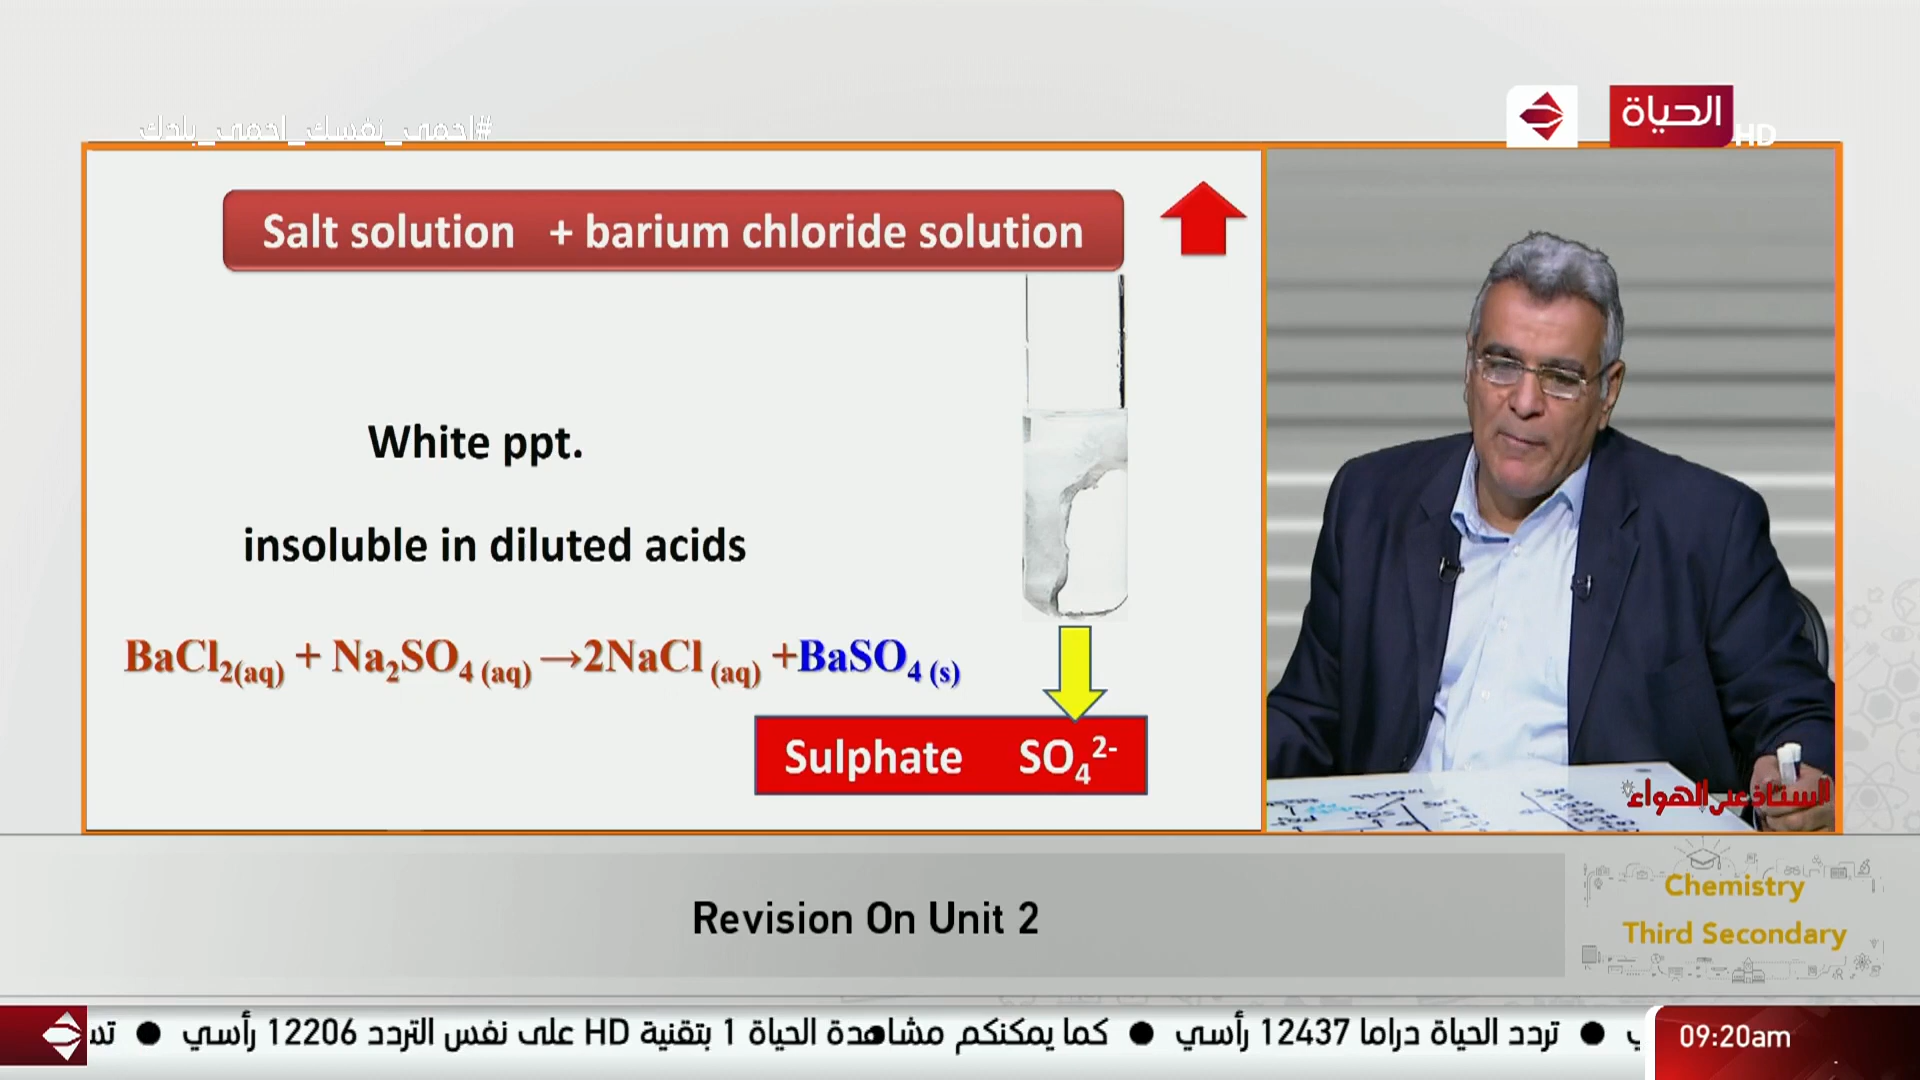 #احمي_نفسك_احمي_بلدك
الحياة
HD
Salt solution + barium chloride solution
White ppt.
insoluble in diluted acids
BaCl2(aq) + Na2SO4 (aq) →2NaCl (aq) +BaSO4 (s)
Sulphate SO4 2-
الاستاذ على الهواء
Revision On Unit 2
Chemistry
Third Secondary
تردد الحياة دراما 12437 رأسي ● كما يمكنكم مشاهدة الحياة 1 بتقنية HD على نفس التردد 12206 رأسي ●
09:20am